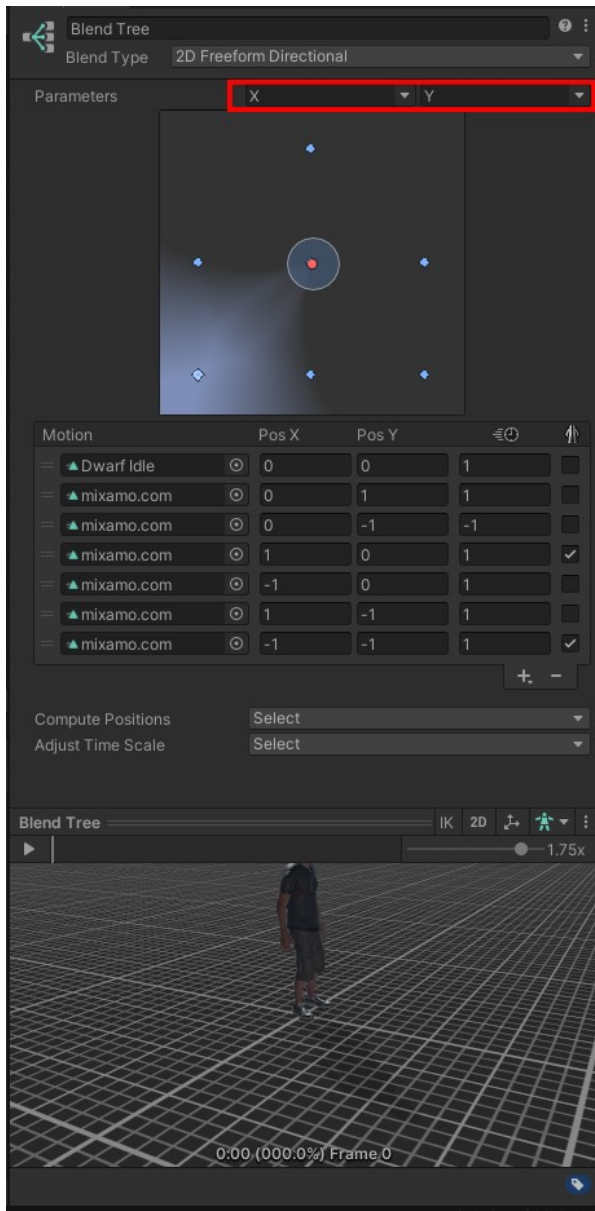 Blend Tree
Blend Type 2D Freeform Directional
Parameters X Y
Motion Pos X Pos Y
Dwarf Idle 0 0 1
mixamo.com 0 1 1
mixamo.com 0 -1 -1
mixamo.com 1 0 1
mixamo.com -1 0 1
mixamo.com 1 -1 1
mixamo.com -1 -1 1
Compute Positions Select
Adjust Time Scale Select
Blend Tree IK 2D
1.75x
0:00 (000.0%) Frame 0